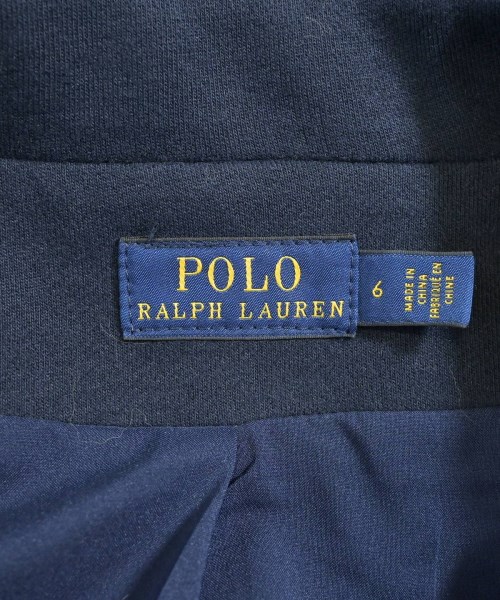 POLO
RALPH LAUREN
6
MADE IN
CHINA
FABRIQUÉ EN
CHINE